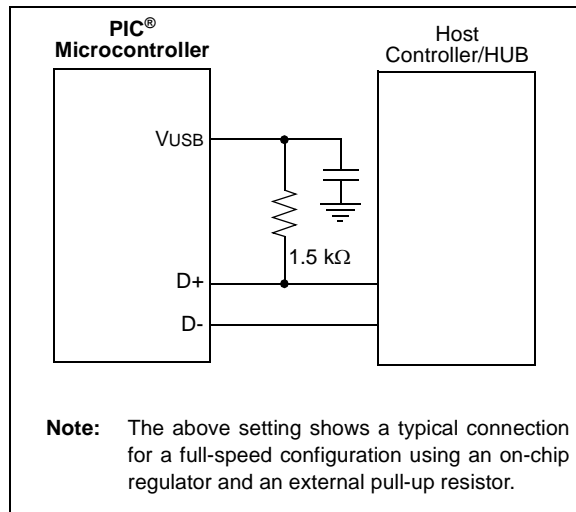 PIC®
Microcontroller
Host
Controller/HUB
VUSB
1.5 kΩ
D+
D-
Note: The above setting shows a typical connection
for a full-speed configuration using an on-chip
regulator and an external pull-up resistor.